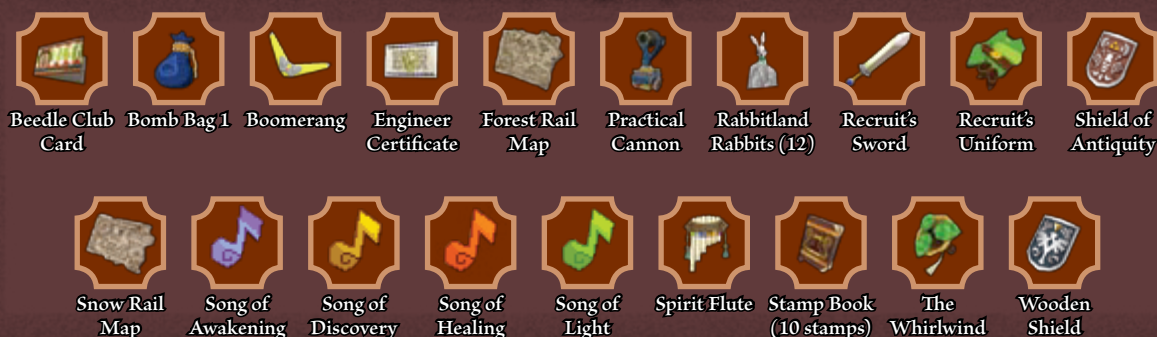 Beedle Club Card
Bomb Bag 1
Boomerang
Engineer Certificate
Forest Rail Map
Practical Cannon
Rabbitland Rabbits (12)
Recruit's Sword
Recruit's Uniform
Shield of Antiquity
Snow Rail Map
Song of Awakening
Song of Discovery
Song of Healing
Song of Light
Spirit Flute
Stamp Book (10 stamps)
The Whirlwind
Wooden Shield